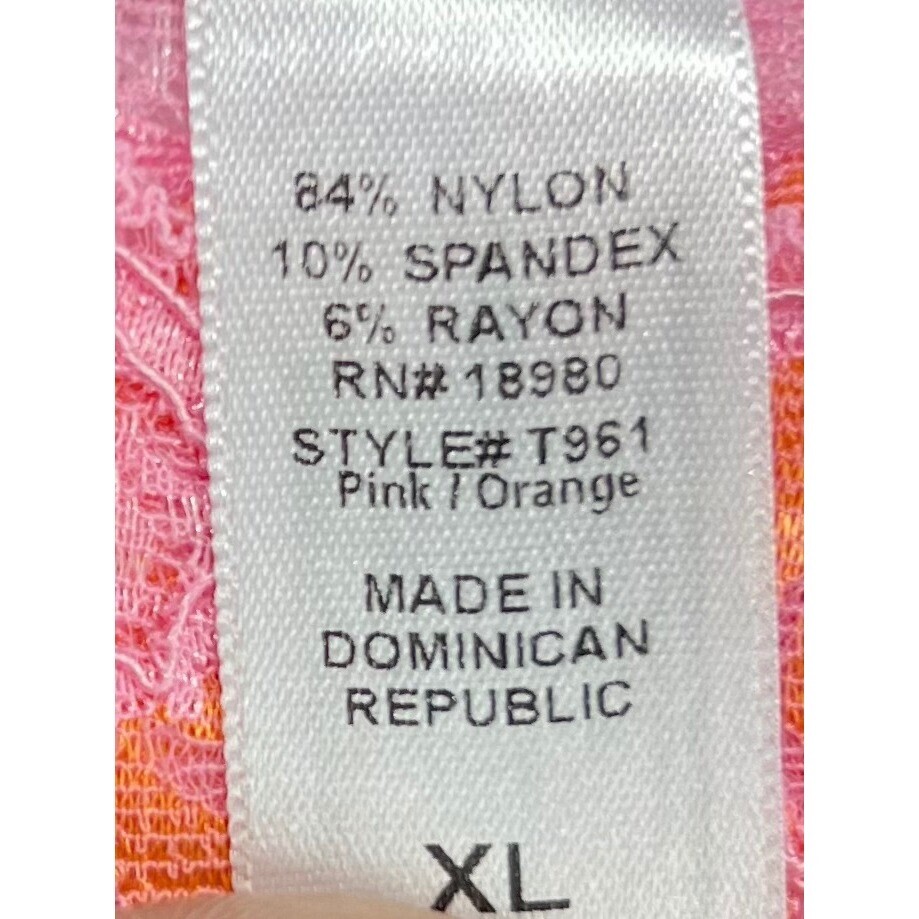 84% NYLON
10% SPANDEX
6% RAYON
RN# 18980
STYLE# T961
Pink / Orange
MADE IN
DOMINICAN
REPUBLIC
XL